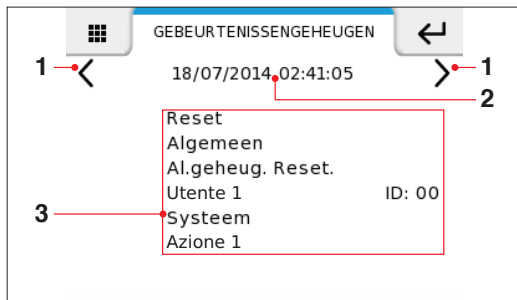 GEBEURTENISSENGEHEUGEN
1 18/07/2014 02:41:05 1
2
Reset
Algemeen
Al.geheug. Reset.
Utente 1 ID: 00
3 Systeem
Azione 1